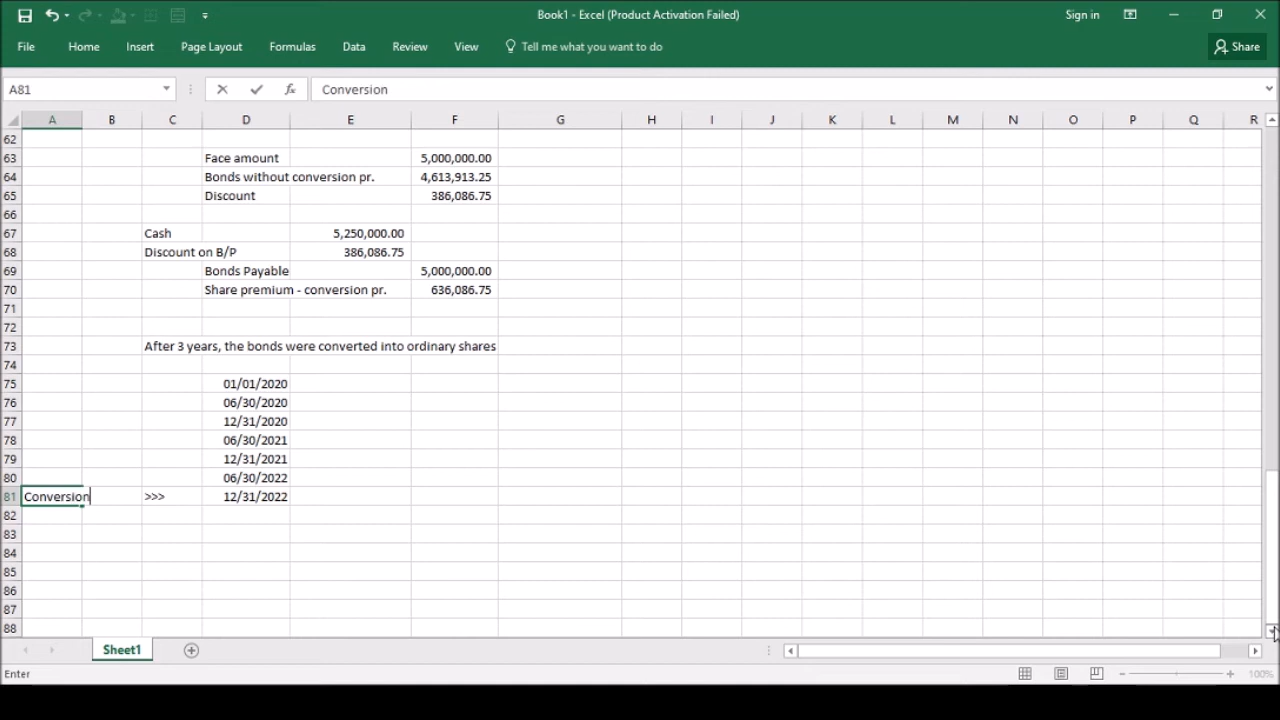 Book1 - Excel (Product Activation Failed) Sign in
File Home Insert Page Layout Formulas Data Review View Tell me what you want to do Share
A81 fx Conversion
A B C D E F G H I J K L M N O P Q R
62
63 Face amount 5,000,000.00
64 Bonds without conversion pr. 4,613,913.25
65 Discount 386,086.75
66
67 Cash 5,250,000.00
68 Discount on B/P 386,086.75
69 Bonds Payable 5,000,000.00
70 Share premium - conversion pr. 636,086.75
71
72
73 After 3 years, the bonds were converted into ordinary shares
74
75 01/01/2020
76 06/30/2020
77 12/31/2020
78 06/30/2021
79 12/31/2021
80 06/30/2022
81 Conversion >>> 12/31/2022
82
83
84
85
86
87
88
Sheet1
Enter 100%